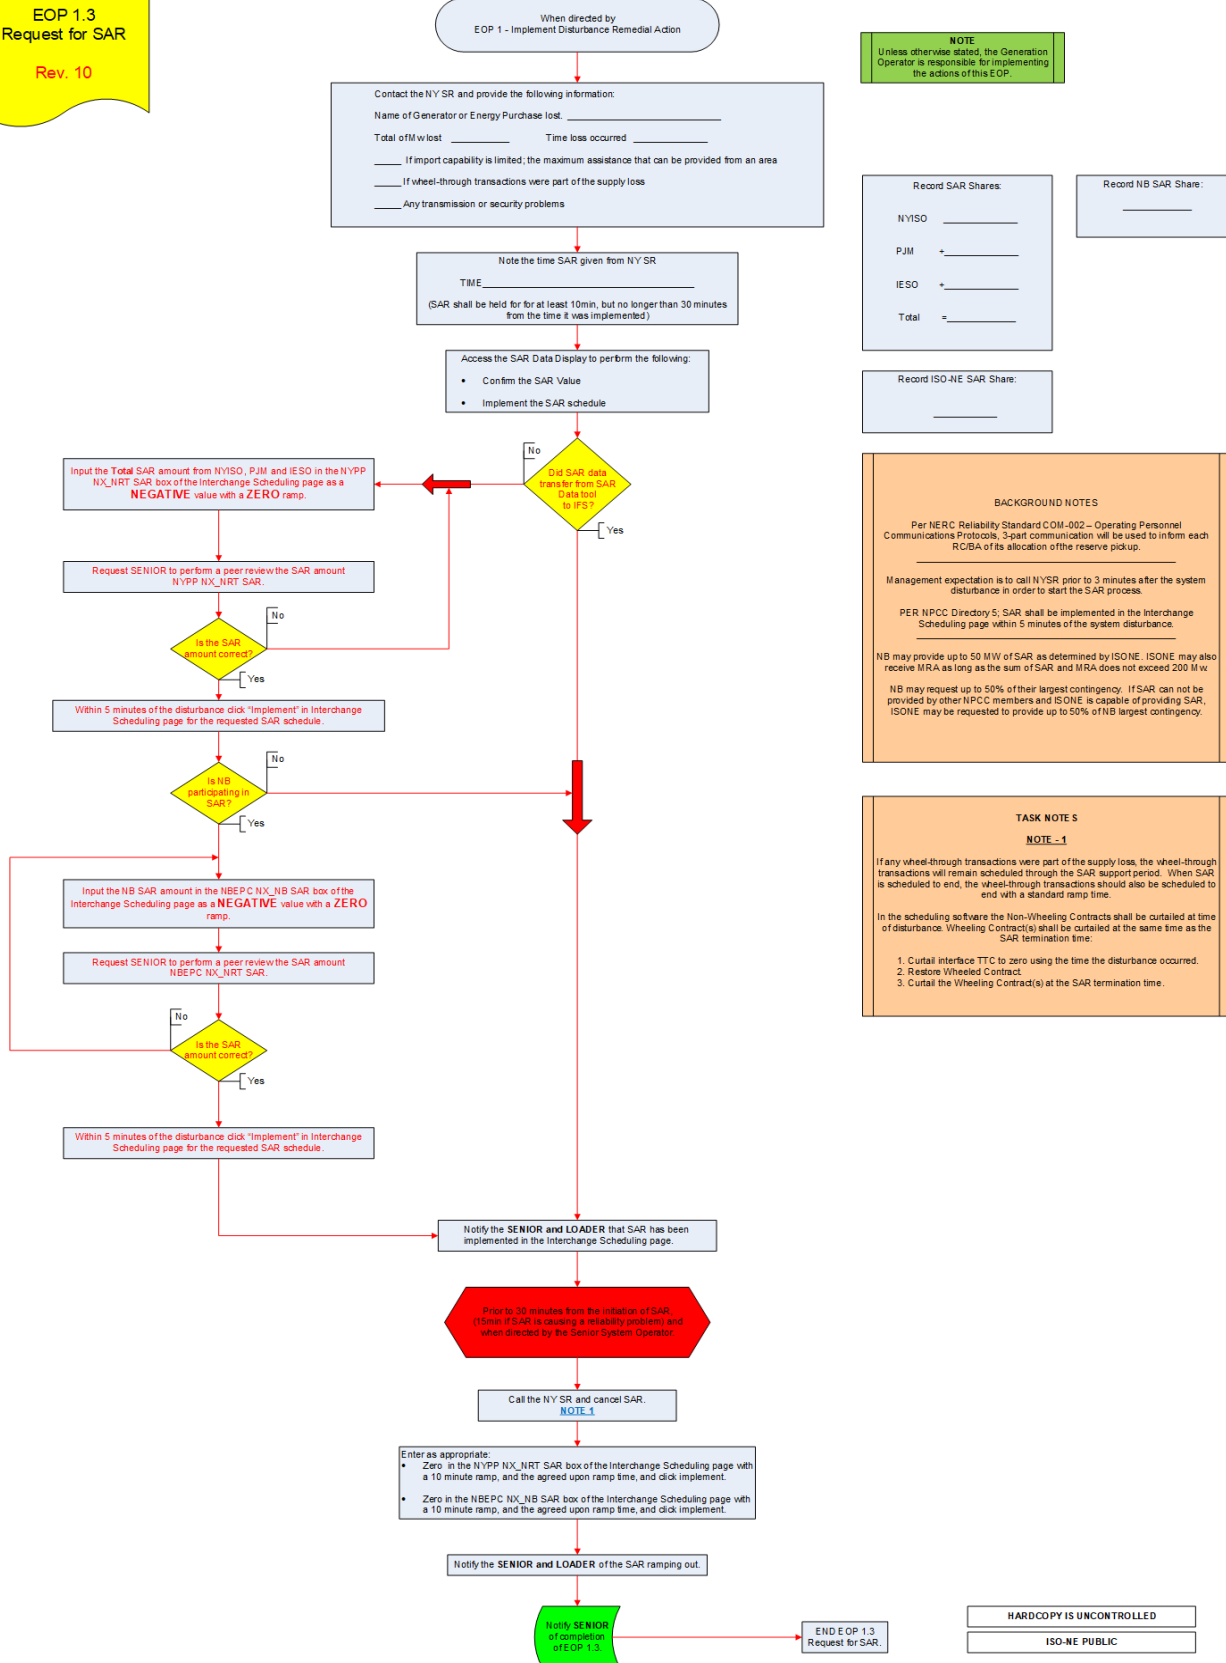 EOP 1.3
Request for SAR
Rev. 10
When directed by
EOP 1 - Implement Disturbance Remedial Action
NOTE
Unless otherwise stated, the Generation
Operator is responsible for implementing
the actions of this EOP.
Contact the NY SR and provide the following information:
Name of Generator or Energy Purchase lost. ____________________
Total of Mw lost __________ Time loss occurred __________
_____ If import capability is limited; the maximum assistance that can be provided from an area
_____ If wheel-through transactions were part of the supply loss
_____ Any transmission or security problems
Record SAR Shares:
NYISO __________
PJM +__________
IESO +__________
Total =__________
Record NB SAR Share:
__________
Note the time SAR given from NY SR
TIME____________________
(SAR shall be held for for at least 10min, but no longer than 30 minutes
from the time it was implemented)
Access the SAR Data Display to perform the following:
• Confirm the SAR Value
• Implement the SAR schedule
Record ISO-NE SAR Share:
__________
Did SAR data
transfer from SAR
Data tool
to IFS?
No
Yes
Input the Total SAR amount from NYISO, PJM and IESO in the NYPP
NX_NRT SAR box of the Interchange Scheduling page as a
NEGATIVE value with a ZERO ramp.
Request SENIOR to perform a peer review the SAR amount
NYPP NX_NRT SAR.
Is the SAR
amount correct?
No
Yes
Within 5 minutes of the disturbance click "Implement" in Interchange
Scheduling page for the requested SAR schedule.
Is NB
participating in
SAR?
No
Yes
Input the NB SAR amount in the NBEPC NX_NB SAR box of the
Interchange Scheduling page as a NEGATIVE value with a ZERO
ramp.
Request SENIOR to perform a peer review the SAR amount
NBEPC NX_NRT SAR.
No
Is the SAR
amount correct?
Yes
Within 5 minutes of the disturbance click "Implement" in Interchange
Scheduling page for the requested SAR schedule.
BACKGROUND NOTES
Per NERC Reliability Standard COM-002 – Operating Personnel
Communications Protocols, 3-part communication will be used to inform each
RC/BA of its allocation of the reserve pickup.
Management expectation is to call NYSR prior to 3 minutes after the system
disturbance in order to start the SAR process.
PER NPCC Directory 5; SAR shall be implemented in the Interchange
Scheduling page within 5 minutes of the system disturbance.
NB may provide up to 50 MW of SAR as determined by ISONE. ISONE may also
receive MRA as long as the sum of SAR and MRA does not exceed 200 Mw.
NB may request up to 50% of their largest contingency. If SAR can not be
provided by other NPCC members and ISONE is capable of providing SAR,
ISONE may be requested to provide up to 50% of NB largest contingency.
TASK NOTES
NOTE - 1
If any wheel-through transactions were part of the supply loss, the wheel-through
transactions will remain scheduled through the SAR support period. When SAR
is scheduled to end, the wheel-through transactions should also be scheduled to
end with a standard ramp time.
In the scheduling software the Non-Wheeling Contracts shall be curtailed at time
of disturbance. Wheeling Contract(s) shall be curtailed at the same time as the
SAR termination time:
1. Curtail interface TTC to zero using the time the disturbance occurred.
2. Restore Wheeled Contract
3. Curtail the Wheeling Contract(s) at the SAR termination time.
Notify the SENIOR and LOADER that SAR has been
implemented in the Interchange Scheduling page.
Prior to 30 minutes from the initiation of SAR,
(15min if SAR is causing a reliability problem) and
when directed by the Senior System Operator.
Call the NY SR and cancel SAR.
NOTE 1
Enter as appropriate:
• Zero in the NYPP NX_NRT SAR box of the Interchange Scheduling page with
a 10 minute ramp, and the agreed upon ramp time, and click implement.
• Zero in the NBEPC NX_NB SAR box of the Interchange Scheduling page with
a 10 minute ramp, and the agreed upon ramp time, and click implement.
Notify the SENIOR and LOADER of the SAR ramping out.
Notify SENIOR
of completion
of EOP 1.3.
END EOP 1.3
Request for SAR.
HARDCOPY IS UNCONTROLLED
ISO-NE PUBLIC